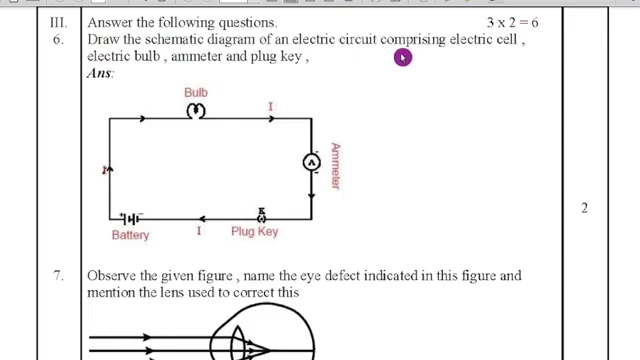 III. Answer the following questions. 3 x 2 = 6
6. Draw the schematic diagram of an electric circuit comprising electric cell ,
electric bulb , ammeter and plug key ,
Ans:
Bulb
I
A
Ammeter
I
+ -
K
Battery
I
Plug Key
2
7. Observe the given figure , name the eye defect indicated in this figure and
mention the lens used to correct this